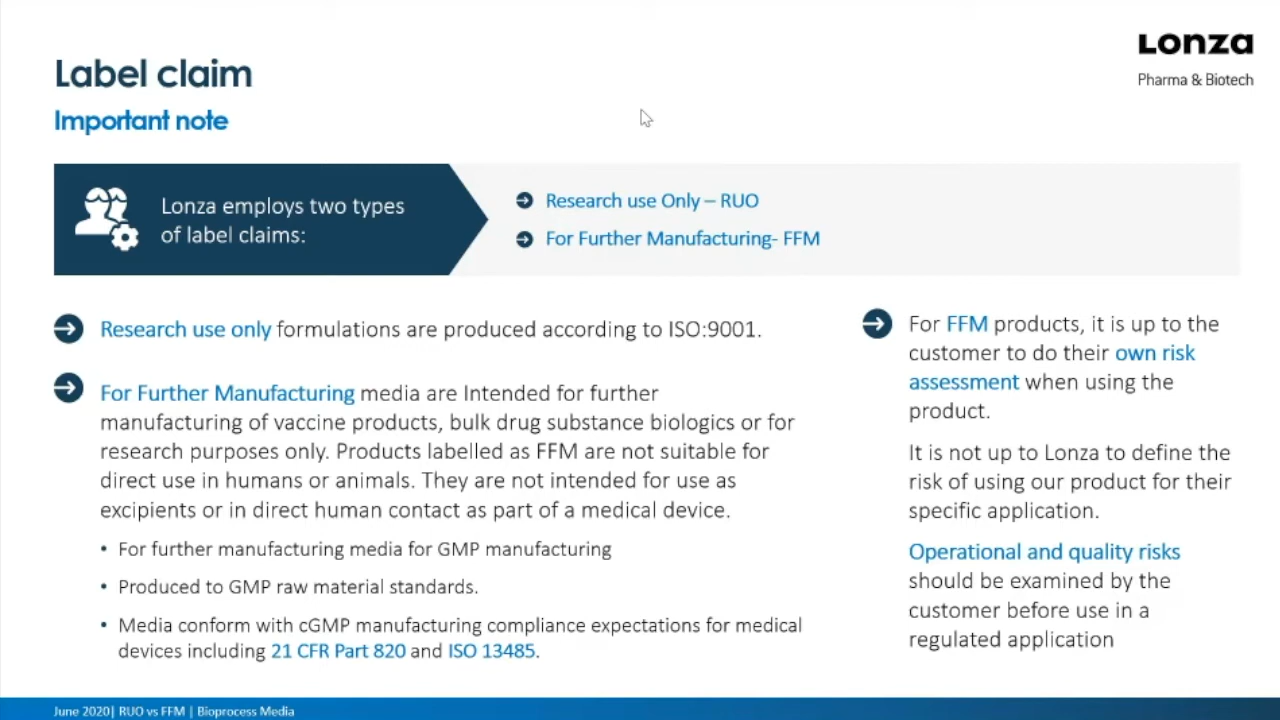 Lonza
Pharma & Biotech
Label claim
Important note
Lonza employs two types
of label claims:
Research use Only – RUO
For Further Manufacturing- FFM
Research use only formulations are produced according to ISO:9001.
For Further Manufacturing media are Intended for further
manufacturing of vaccine products, bulk drug substance biologics or for
research purposes only. Products labelled as FFM are not suitable for
direct use in humans or animals. They are not intended for use as
excipients or in direct human contact as part of a medical device.
• For further manufacturing media for GMP manufacturing
• Produced to GMP raw material standards.
• Media conform with cGMP manufacturing compliance expectations for medical
devices including 21 CFR Part 820 and ISO 13485.
For FFM products, it is up to the
customer to do their own risk
assessment when using the
product.
It is not up to Lonza to define the
risk of using our product for their
specific application.
Operational and quality risks
should be examined by the
customer before use in a
regulated application
June 2020| RUO vs FFM | Bioprocess Media